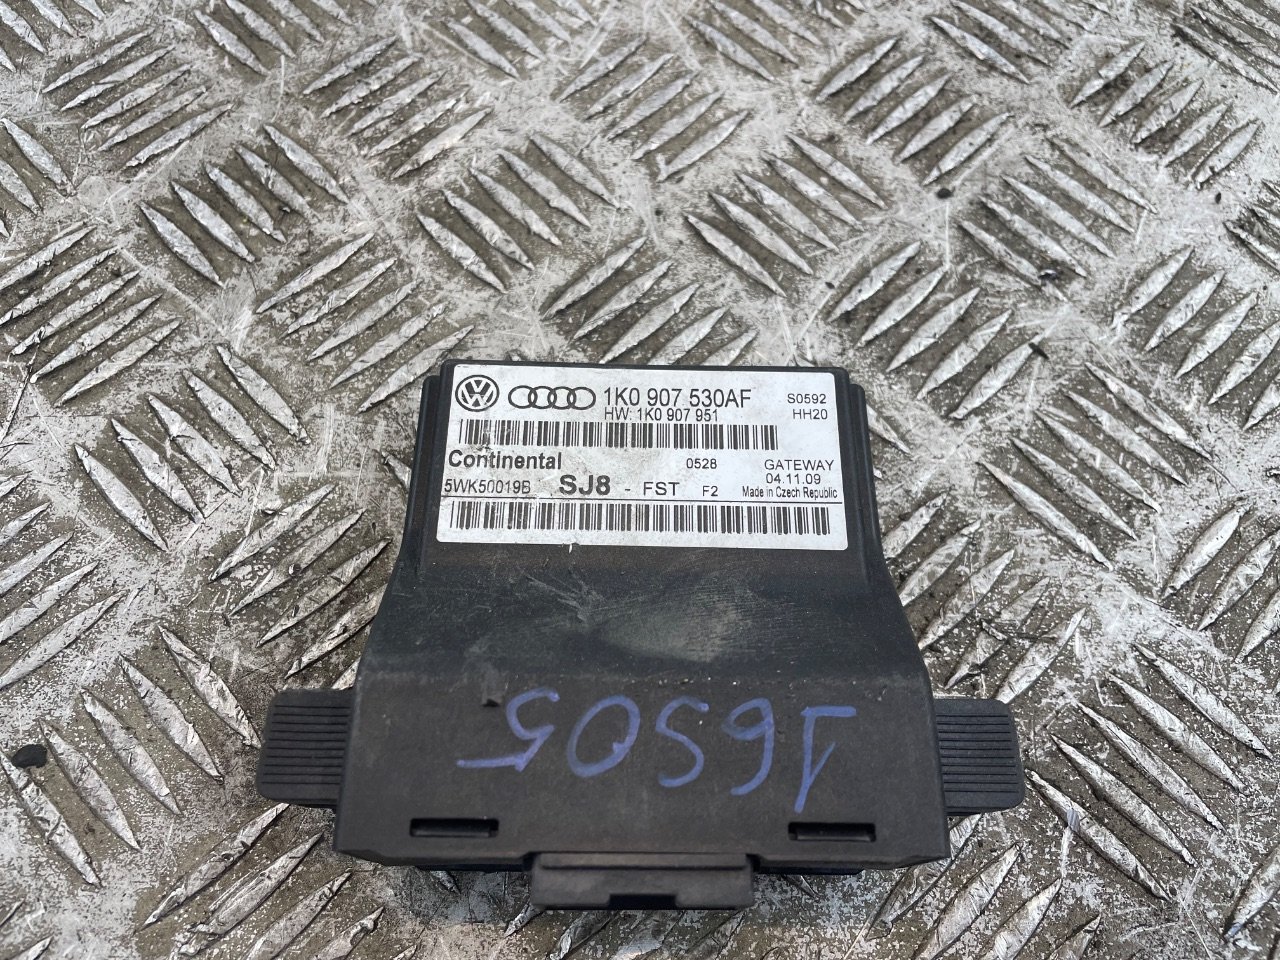 1K0 907 530AF
S0592
HW: 1K0 907 951
HH20
Continental
0528
GATEWAY
5WK50019B
SJ8 - FST F2
04.11.09
Made in Czech Republic
16S05